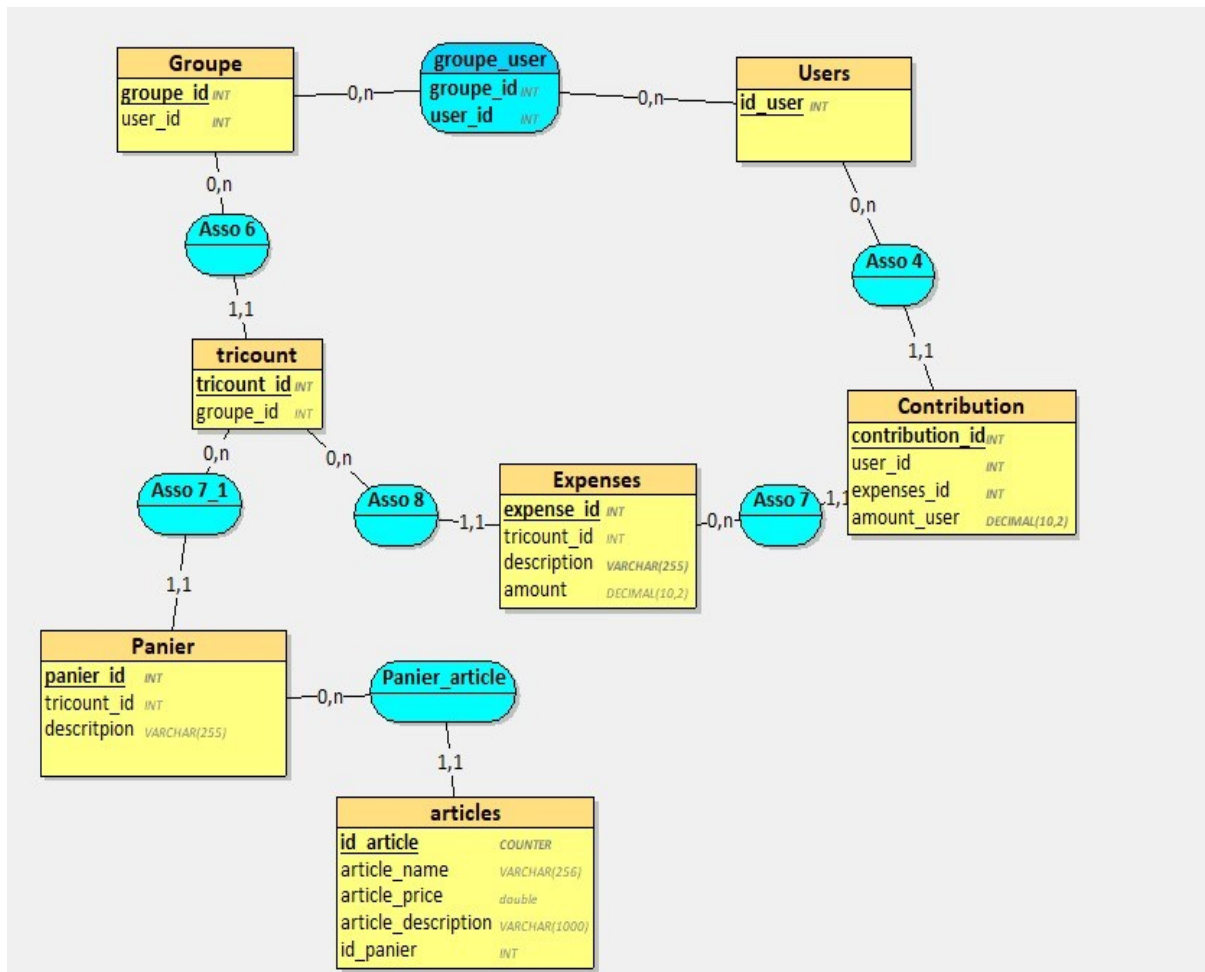 Groupe
groupe_id INT
user_id INT
0,n
groupe_user
groupe_id INT
user_id INT
0,n
Users
id_user INT
0,n
Asso 6
1,1
0,n
Asso 4
1,1
tricount
tricount_id INT
groupe_id INT
0,n
0,n
Contribution
contribution_id INT
user_id INT
expenses_id INT
amount_user DECIMAL(10,2)
Asso 7_1
Asso 8
1,1
Expenses
expense_id INT
tricount_id INT
description VARCHAR(255)
amount DECIMAL(10,2)
0,n
Asso 7
1,1
1,1
Panier
panier_id INT
tricount_id INT
descritpion VARCHAR(255)
0,n
Panier_article
1,1
articles
id_article COUNTER
article_name VARCHAR(256)
article_price double
article_description VARCHAR(1000)
id_panier INT